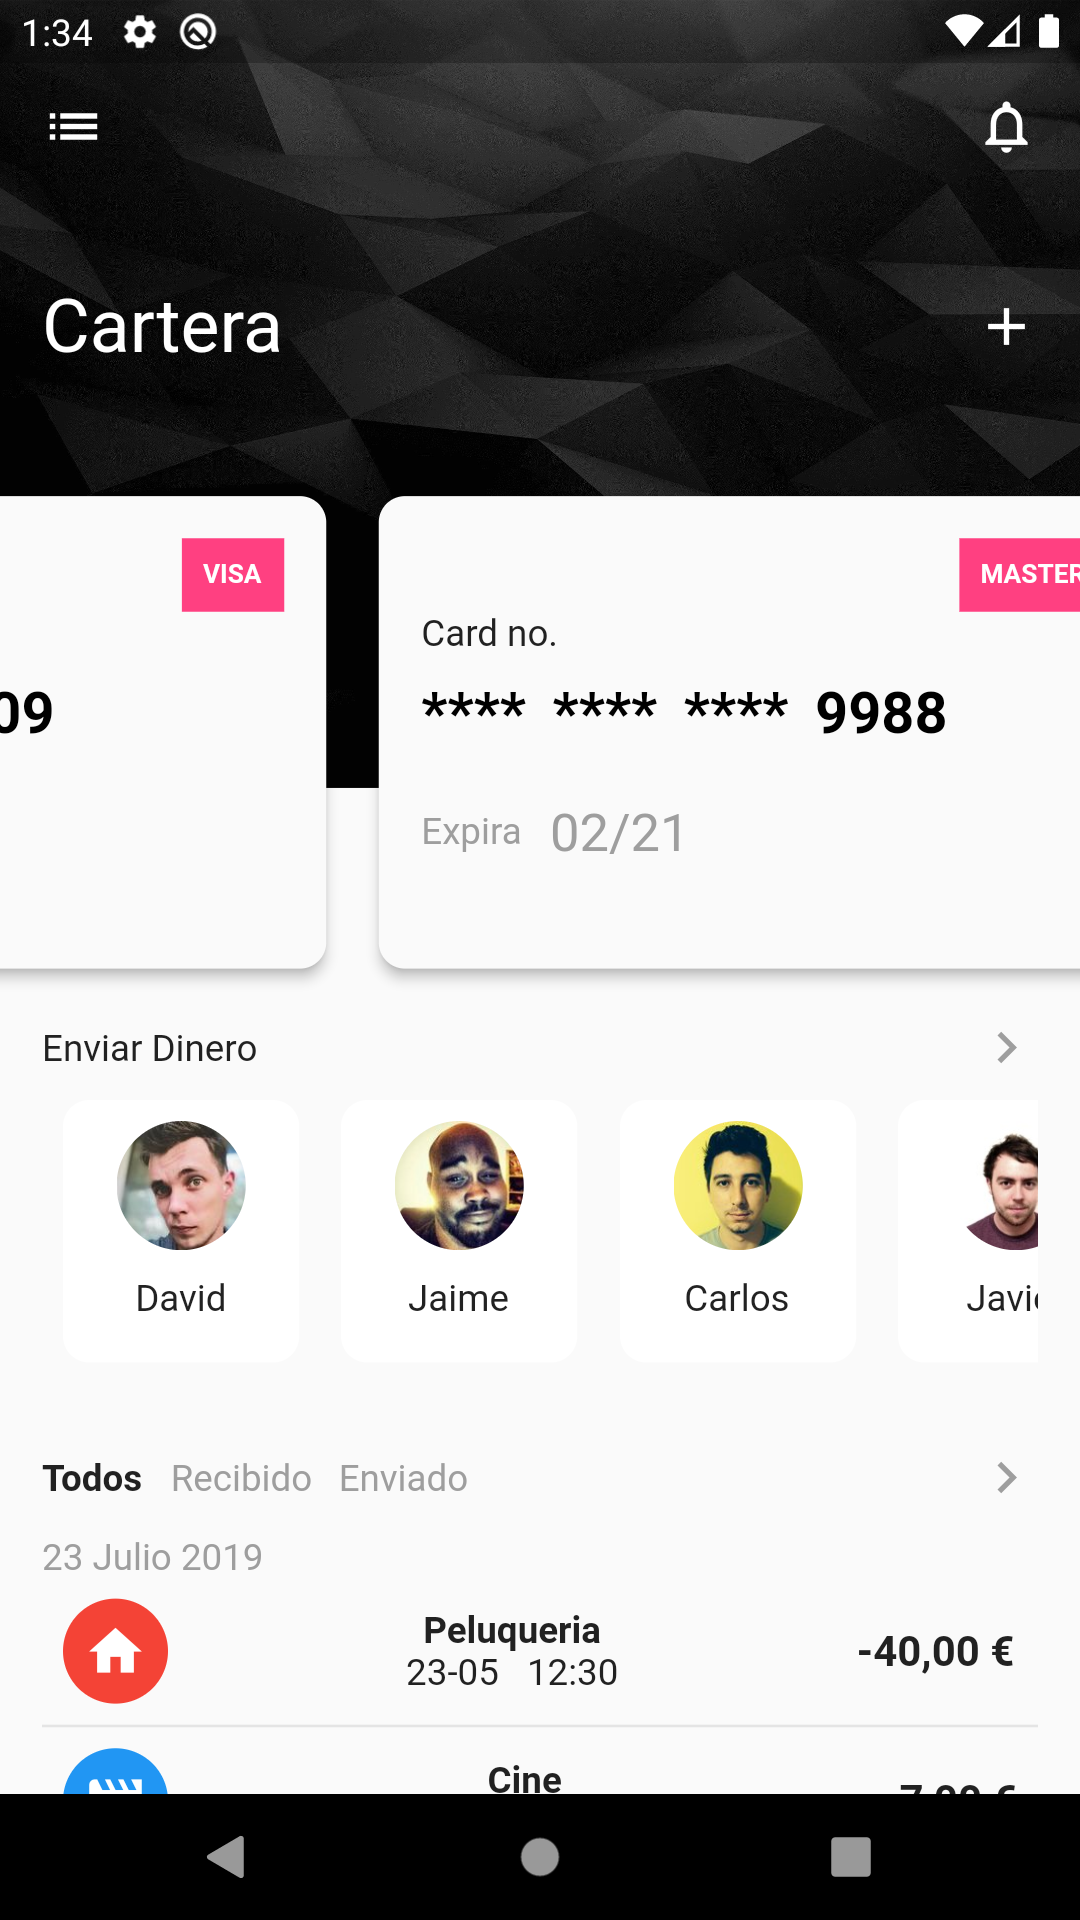 1:34
Cartera
VISA
MASTER
Card no.
09
**** **** **** 9988
Expira 02/21
Enviar Dinero
David Jaime Carlos Javi
Todos Recibido Enviado
23 Julio 2019
Peluqueria
23-05 12:30
-40,00 €
Cine